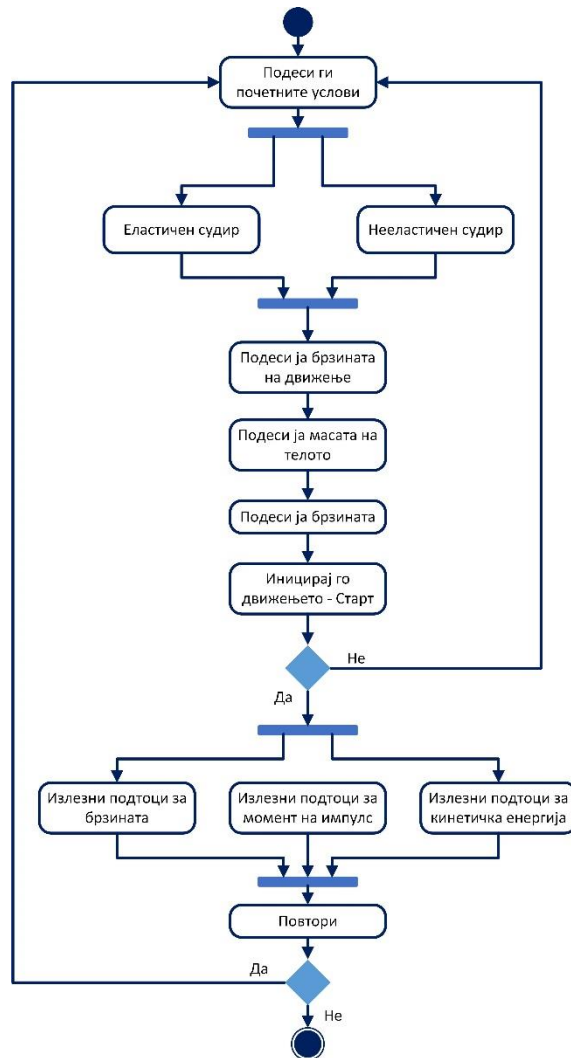 Подеси ги
почетните услови
Еластичен судир
Нееластичен судир
Подеси ја брзината
на движење
Подеси ја масата на
телото
Подеси ја брзината
Иницирај го
движењето - Старт
Не
Да
Излезни подтоци за
брзината
Излезни подтоци за
момент на импулс
Излезни подтоци за
кинетичка енергија
Повтори
Да
Не